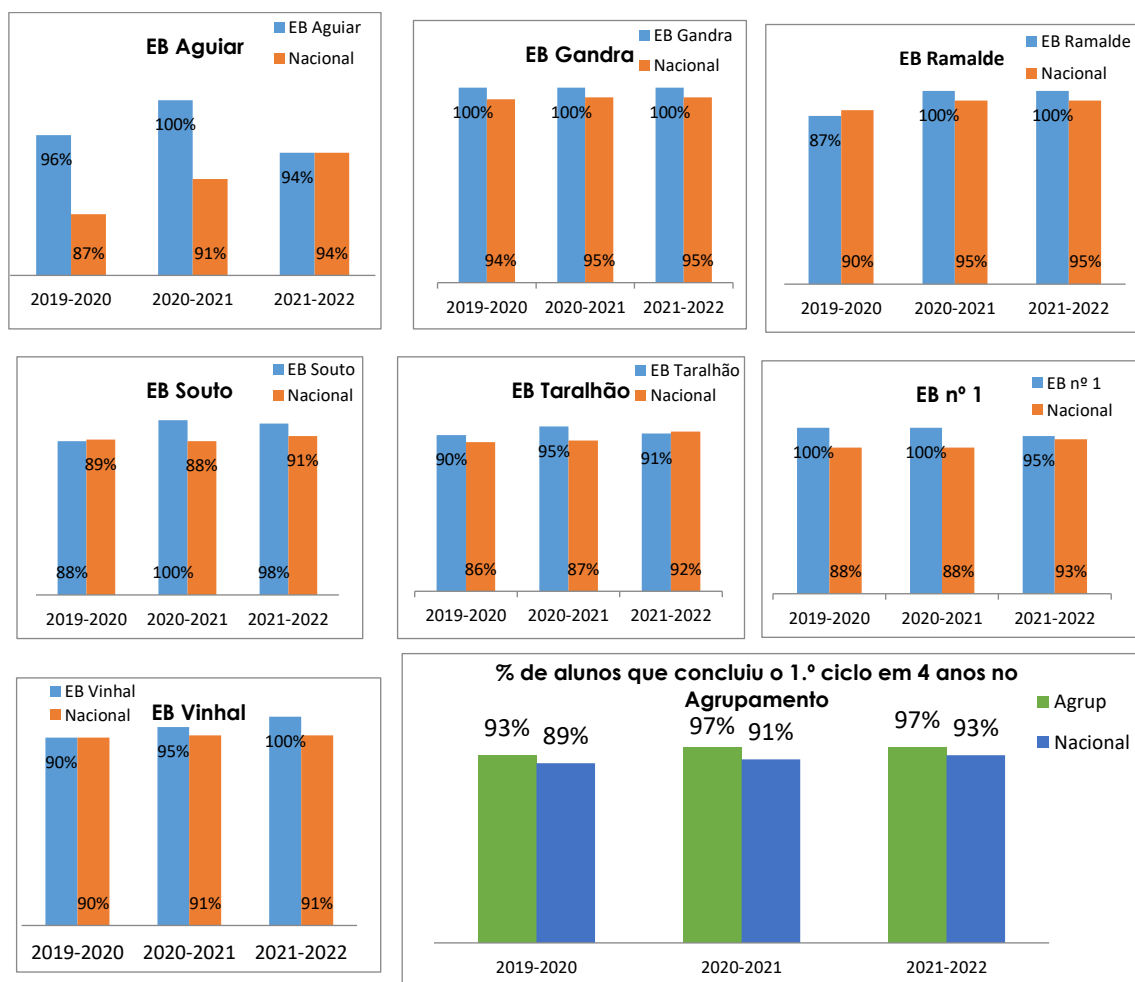 EB Aguiar
EB Aguiar
Nacional
96%
100%
94%
87%
91%
94%
2019-2020
2020-2021
2021-2022
EB Gandra
EB Gandra
Nacional
100%
100%
100%
94%
95%
95%
2019-2020
2020-2021
2021-2022
EB Ramalde
EB Ramalde
Nacional
87%
100%
100%
90%
95%
95%
2019-2020
2020-2021
2021-2022
EB Souto
EB Souto
Nacional
89%
88%
91%
88%
100%
98%
2019-2020
2020-2021
2021-2022
EB Taralhão
EB Taralhão
Nacional
90%
95%
91%
86%
87%
92%
2019-2020
2020-2021
2021-2022
EB nº 1
EB nº 1
Nacional
100%
100%
95%
88%
88%
93%
2019-2020
2020-2021
2021-2022
EB Vinhal
Nacional
EB Vinhal
90%
95%
100%
90%
91%
91%
2019-2020
2020-2021
2021-2022
% de alunos que concluiu o 1.º ciclo em 4 anos no
Agrupamento
Agrup
Nacional
93%
89%
97%
91%
97%
93%
2019-2020
2020-2021
2021-2022